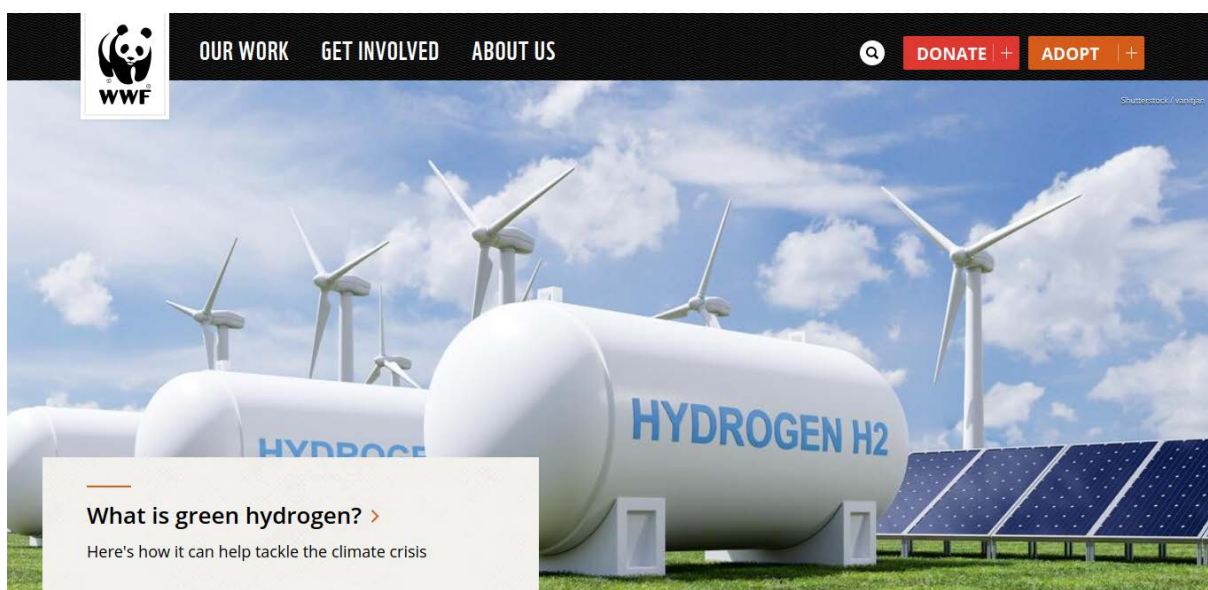 OUR WORK GET INVOLVED ABOUT US DONATE + ADOPT +
WWF
Shutterstock / vanitjan
HYDROGEN H2
HYDROGE
What is green hydrogen? >
Here's how it can help tackle the climate crisis